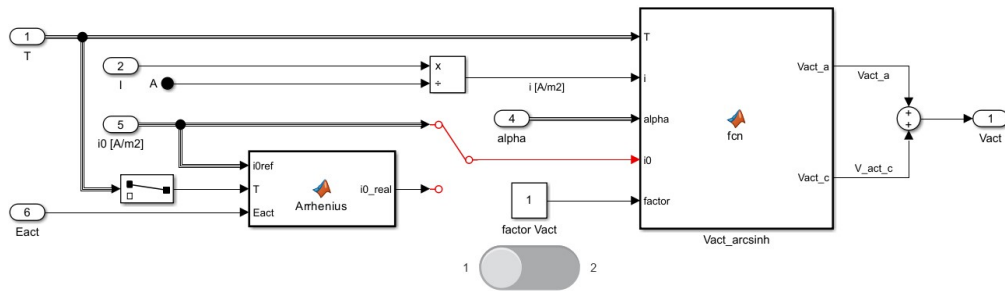 1
T
2
I
A
x
÷
i [A/m2]
5
i0 [A/m2]
i0ref
T
Eact
Arrhenius
i0_real
6
Eact
4
alpha
1
factor Vact
T
i
alpha
i0
factor
fcn
Vact_a
Vact_c
Vact_arcsinh
Vact_a
V_act_c
+
+
1
Vact
1
2